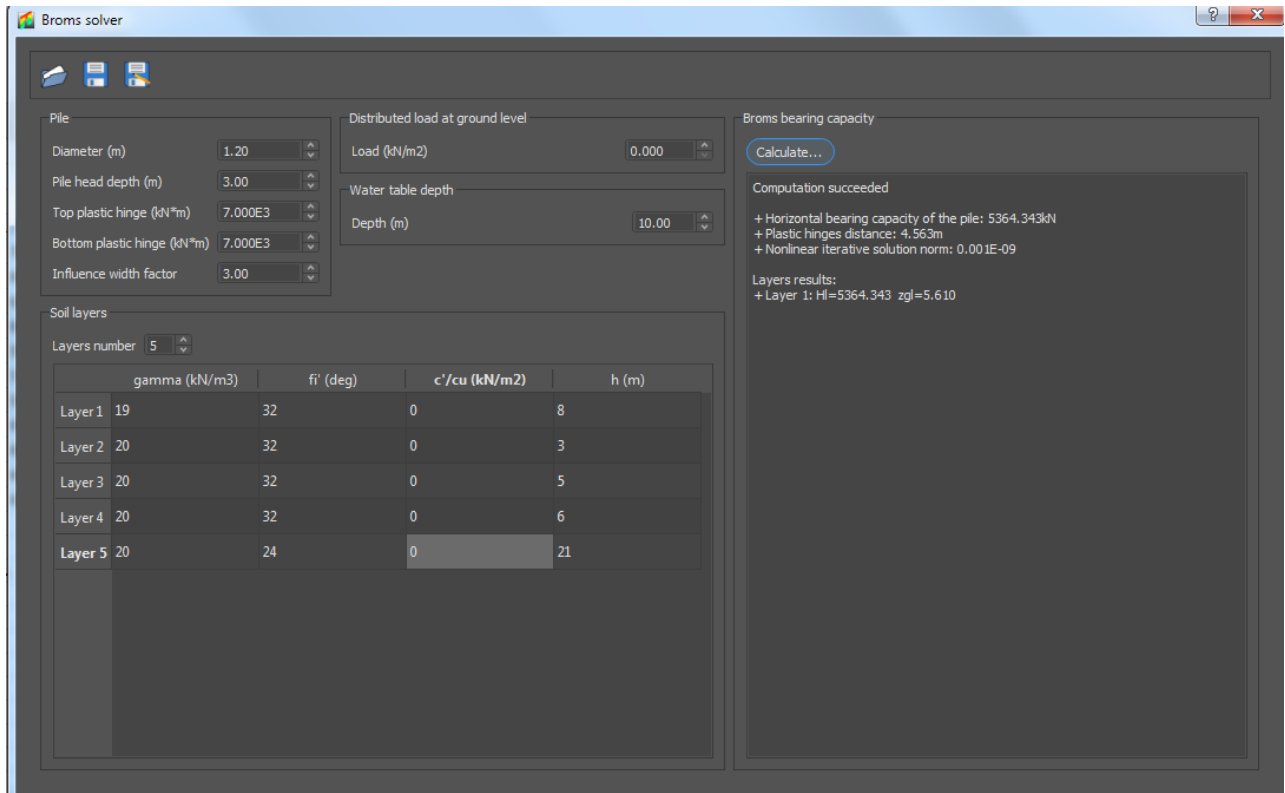 Broms solver
Pile
Diameter (m) 1.20
Pile head depth (m) 3.00
Top plastic hinge (kN*m) 7.000E3
Bottom plastic hinge (kN*m) 7.000E3
Influence width factor 3.00
Distributed load at ground level
Load (kN/m2) 0.000
Water table depth
Depth (m) 10.00
Soil layers
Layers number 5
gamma (kN/m3) fi' (deg) c'/cu (kN/m2) h (m)
Layer 1 19 32 0 8
Layer 2 20 32 0 3
Layer 3 20 32 0 5
Layer 4 20 32 0 6
Layer 5 20 24 0 21
Broms bearing capacity
Calculate...
Computation succeeded
+ Horizontal bearing capacity of the pile: 5364.343kN
+ Plastic hinges distance: 4.563m
+ Nonlinear iterative solution norm: 0.001E-09
Layers results:
+ Layer 1: Hl=5364.343 zgl=5.610